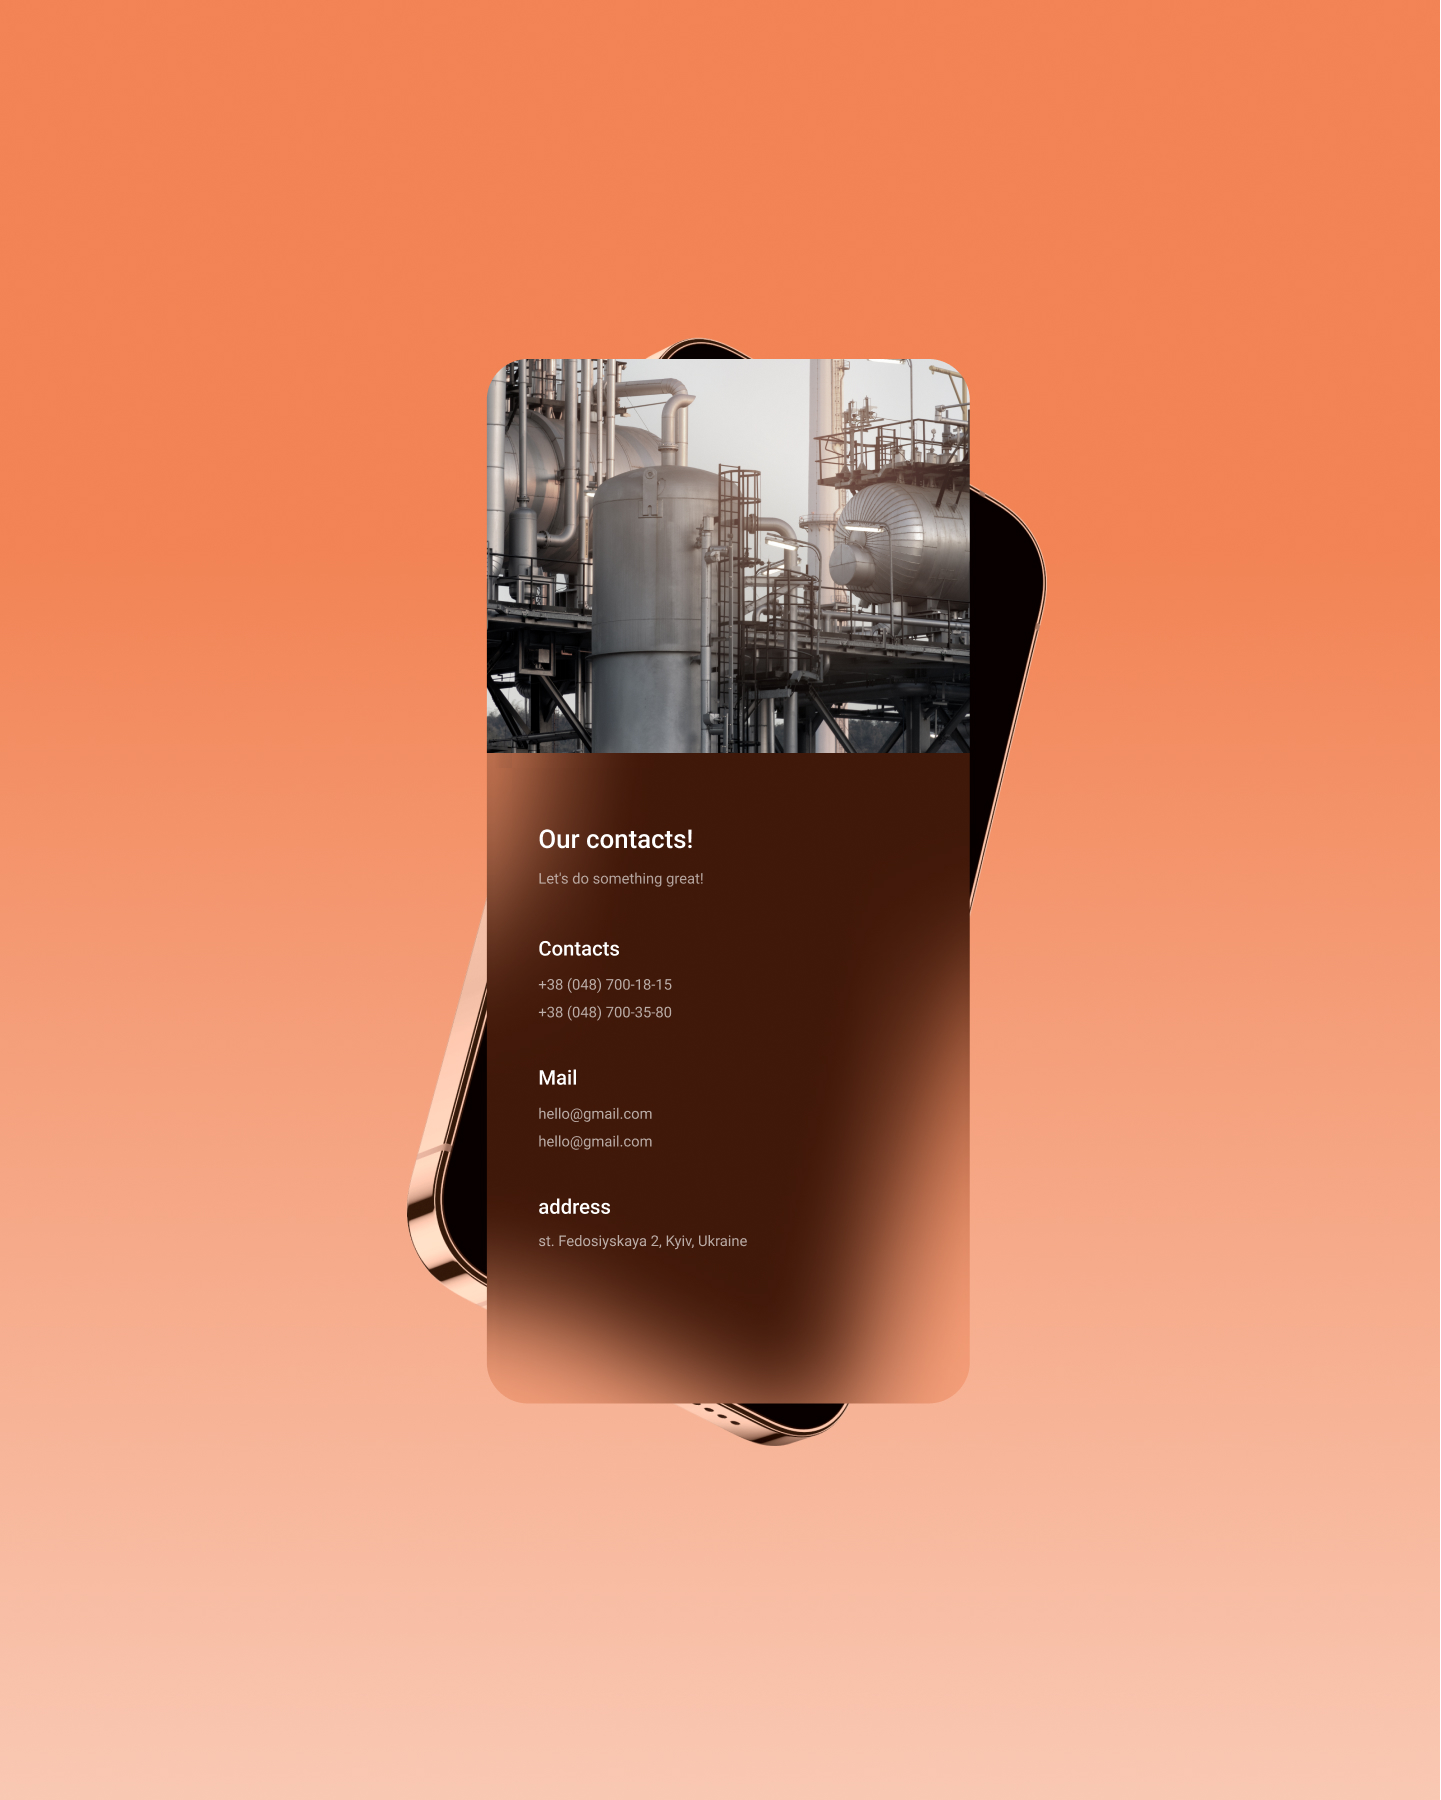 Our contacts!
Let's do something great!
Contacts
+38 (048) 700-18-15
+38 (048) 700-35-80
Mail
hello@gmail.com
hello@gmail.com
address
st. Fedosiyskaya 2, Kyiv, Ukraine